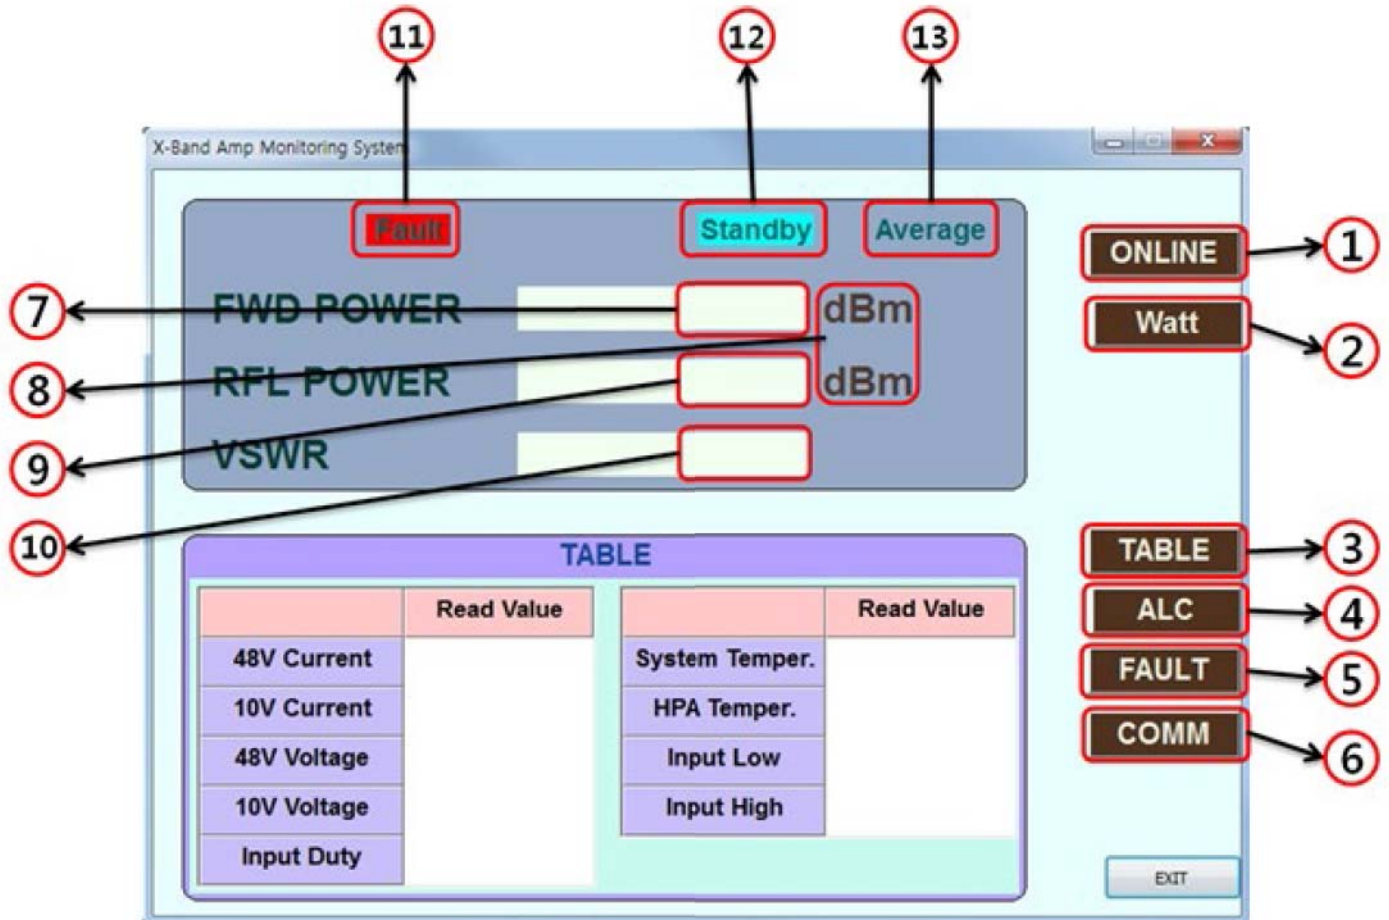 11 12 13
X-Band Amp Monitoring System
Fault Standby Average
ONLINE 1
7 FWD POWER dBm
Watt 2
8 RFL POWER dBm
9 VSWR
10
TABLE
TABLE 3
Read Value Read Value
ALC 4
48V Current System Temper.
FAULT 5
10V Current HPA Temper.
COMM 6
48V Voltage Input Low
10V Voltage Input High
Input Duty
EXIT